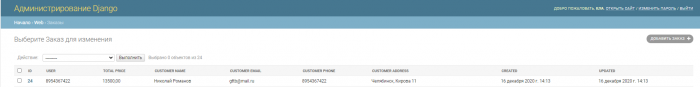 Администрирование Django
ДОБРО ПОЖАЛОВАТЬ, ОТКРЫТЬ САЙТ / ИЗМЕНИТЬ ПАРОЛЬ / ВЫЙТИ
Начало › Web › Заказы
Выберите Заказ для изменения
ДОБАВИТЬ ЗАКАЗ +
Действие: --------- Выполнить Выбрано 0 объектов из 24
ID USER TOTAL PRICE CUSTOMER NAME CUSTOMER EMAIL CUSTOMER PHONE CUSTOMER ADDRESS CREATED UPDATED
24 8954367422 13500,00 Николай Романов gfits@mail.ru 8954367422 Челябинск, Кирова 11 16 декабря 2020 г. 14:13 16 декабря 2020 г. 14:13